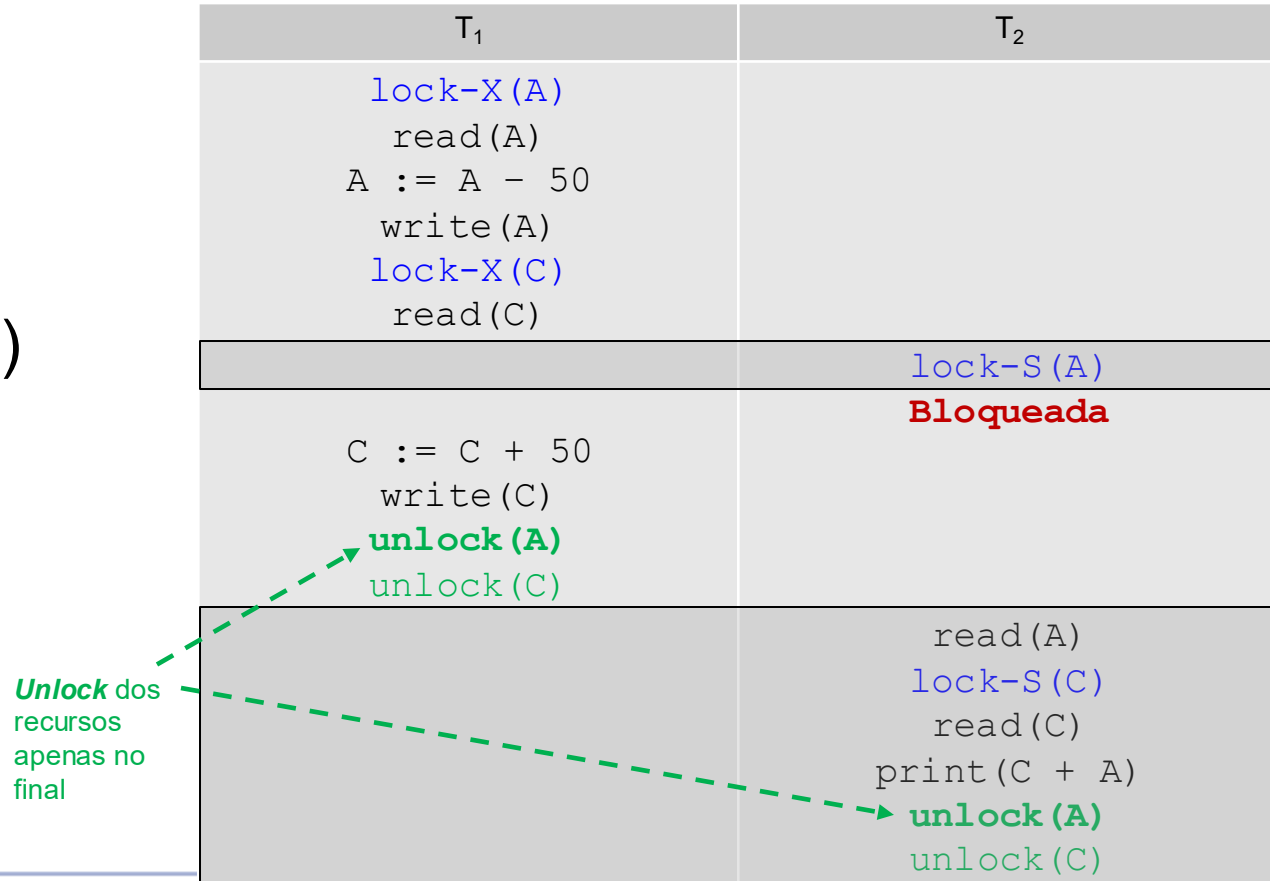 T₁ T₂
lock-X(A)
read(A)
A := A – 50
write(A)
lock-X(C)
read(C)
)
lock-S(A)
Bloqueada
C := C + 50
write(C)
unlock(A)
unlock(C)
Unlock dos
recursos
apenas no
final
read(A)
lock-S(C)
read(C)
print(C + A)
unlock(A)
unlock(C)